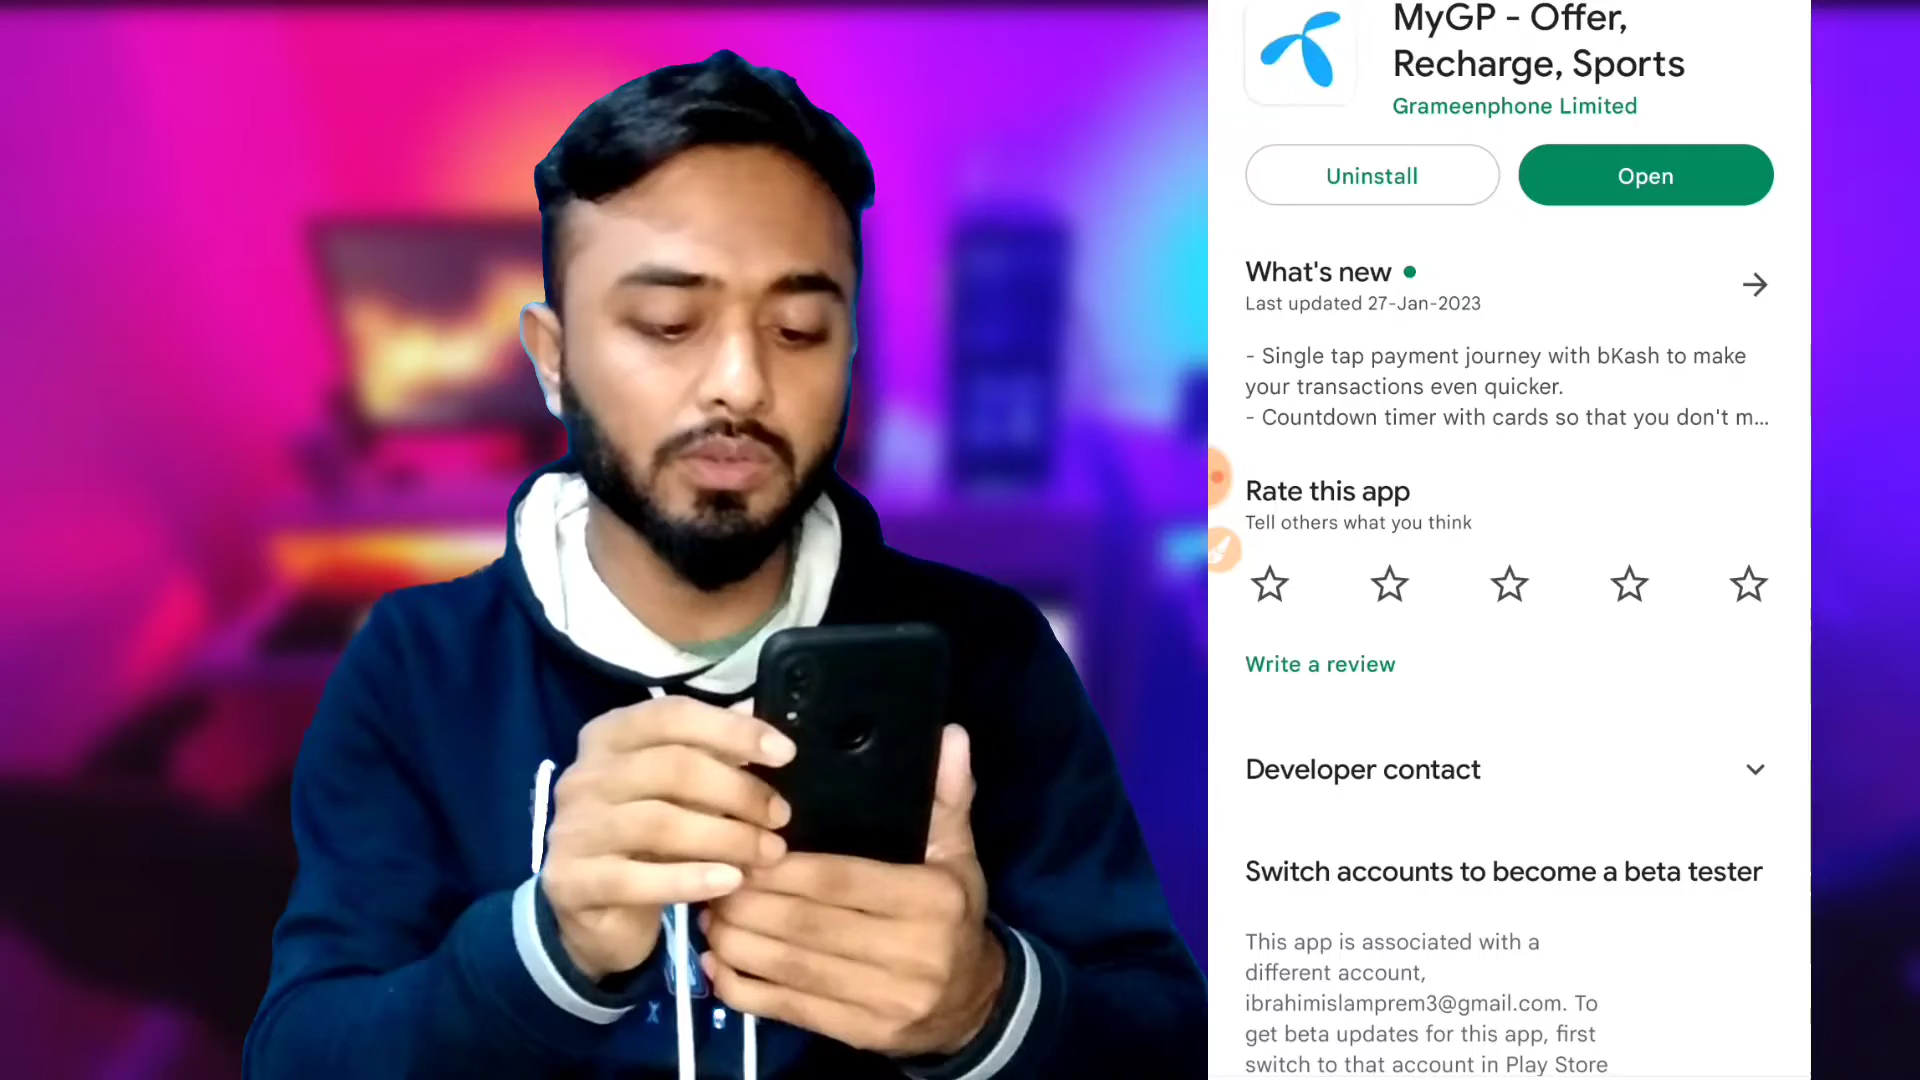 MyGP - Offer,
Recharge, Sports
Grameenphone Limited
Uninstall
Open
What's new
Last updated 27-Jan-2023
- Single tap payment journey with bKash to make
your transactions even quicker.
- Countdown timer with cards so that you don't m...
Rate this app
Tell others what you think
Write a review
Developer contact
Switch accounts to become a beta tester
This app is associated with a
different account,
ibrahimislamprem3@gmail.com. To
get beta updates for this app, first
switch to that account in Play Store